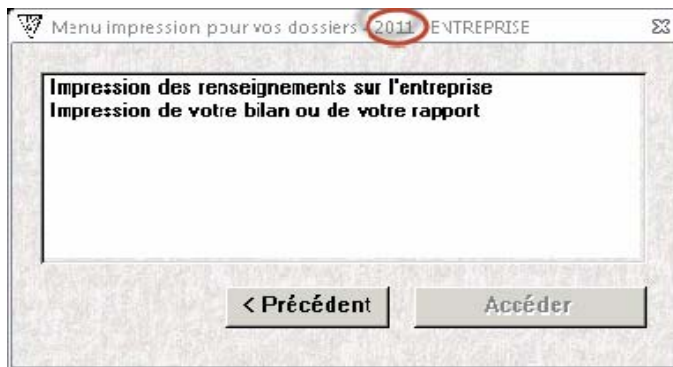 Menu impression pour vos dossiers - 2011 - ENTREPRISE
Impression des renseignements sur l'entreprise
Impression de votre bilan ou de votre rapport
< Précédent
Accéder